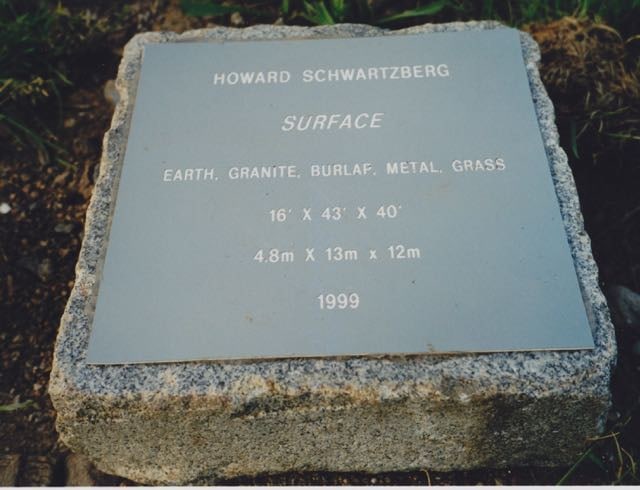 HOWARD SCHWARTZBERG
SURFACE
EARTH, GRANITE, BURLAP, METAL, GRASS
16' X 43' X 40'
4.8m X 13m x 12m
1999